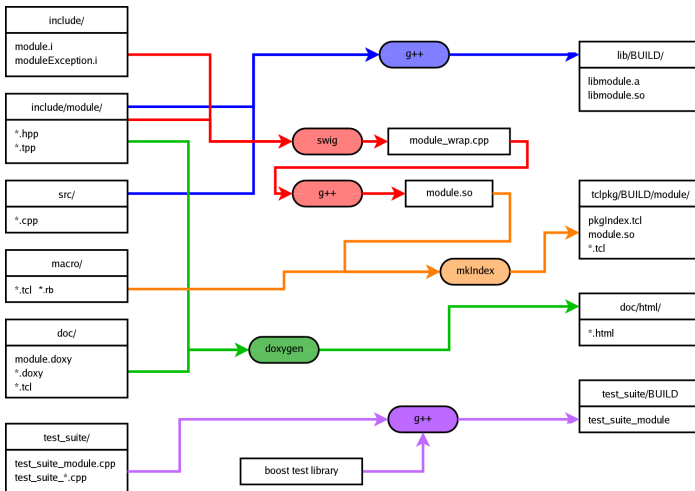 include/
module.i
moduleException.i
include/module/
*.hpp
*.tpp
src/
*.cpp
macro/
*.tcl *.rb
doc/
module.doxy
*.doxy
*.tcl
test_suite/
test_suite_module.cpp
test_suite_*.cpp
g++
swig
module_wrap.cpp
g++
module.so
mkIndex
doxygen
g++
boost test library
lib/BUILD/
libmodule.a
libmodule.so
tclpkg/BUILD/module/
pkgIndex.tcl
module.so
*.tcl
doc/html/
*.html
test_suite/BUILD
test_suite_module